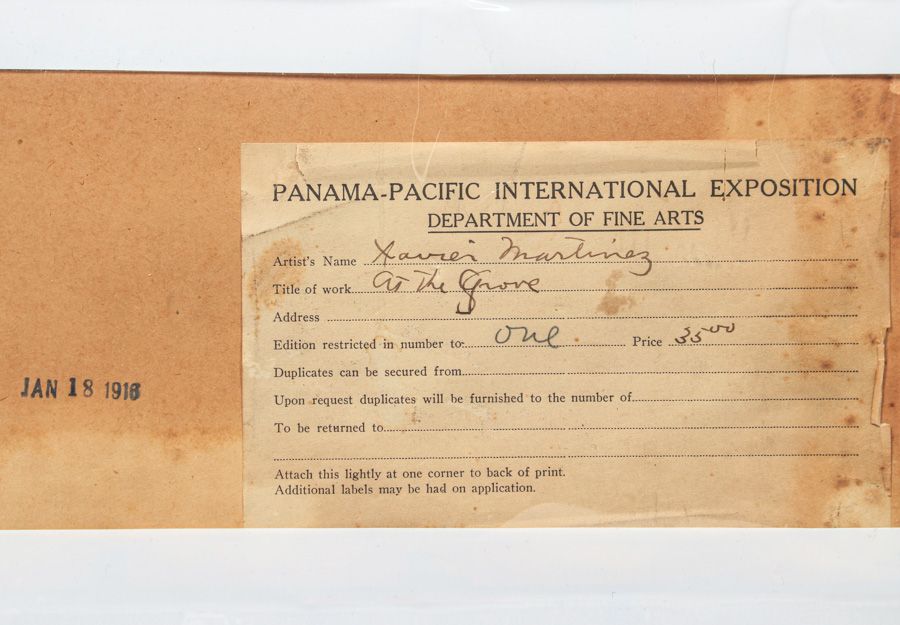 PANAMA-PACIFIC INTERNATIONAL EXPOSITION
DEPARTMENT OF FINE ARTS
Artist's Name Xavier Martinez
Title of work At The Grove
Address
Edition restricted in number to: One Price 35 00
Duplicates can be secured from
Upon request duplicates will be furnished to the number of
To be returned to
Attach this lightly at one corner to back of print.
Additional labels may be had on application.
JAN 18 1916